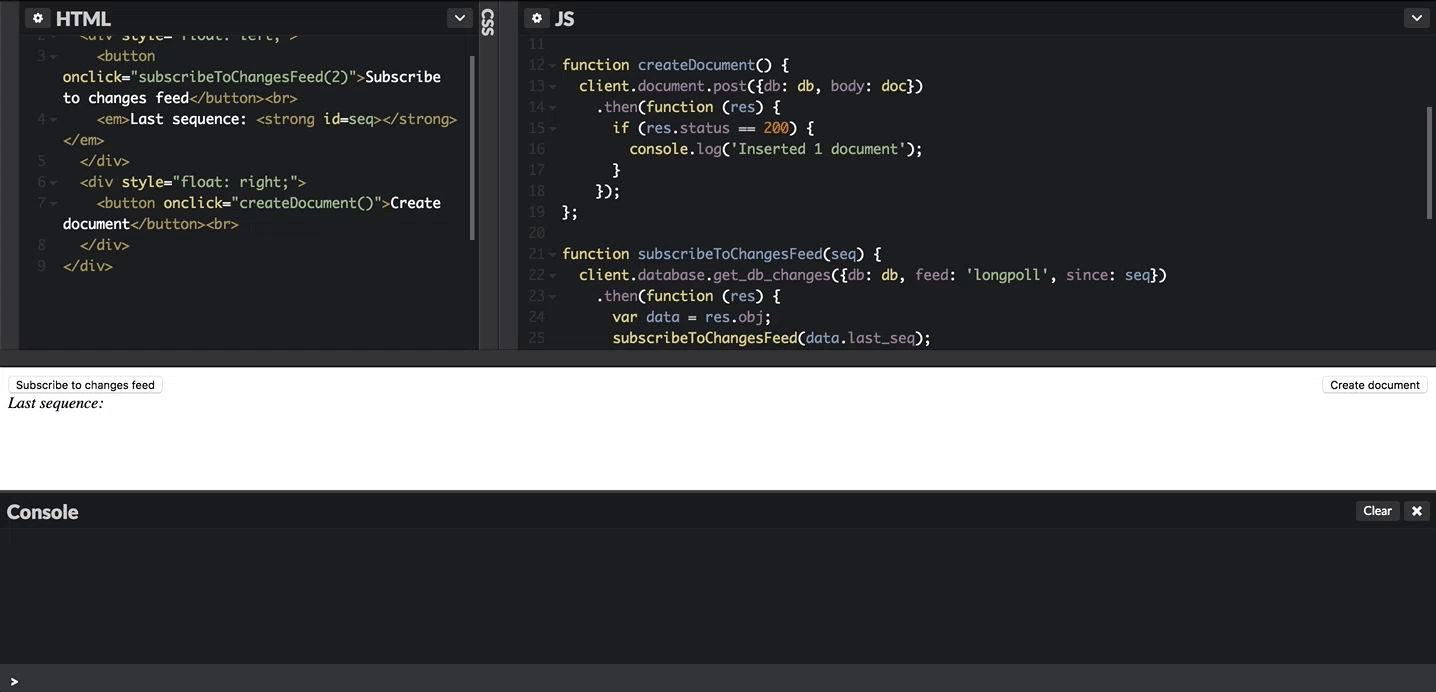 HTML
3 <button
onclick="subscribeToChangesFeed(2)">Subscribe
to changes feed</button><br>
4 <em>Last sequence: <strong id=seq></strong>
</em>
5 </div>
6 <div style="float: right;">
7 <button onclick="createDocument()">Create
document</button><br>
8 </div>
9 </div>
CSS
JS
11
12 function createDocument() {
13 client.document.post({db: db, body: doc})
14 .then(function (res) {
15 if (res.status == 200) {
16 console.log('Inserted 1 document');
17 }
18 });
19 };
20
21 function subscribeToChangesFeed(seq) {
22 client.database.get_db_changes({db: db, feed: 'longpoll', since: seq})
23 .then(function (res) {
24 var data = res.obj;
25 subscribeToChangesFeed(data.last_seq);
Subscribe to changes feed
Create document
Last sequence:
Console
Clear
>